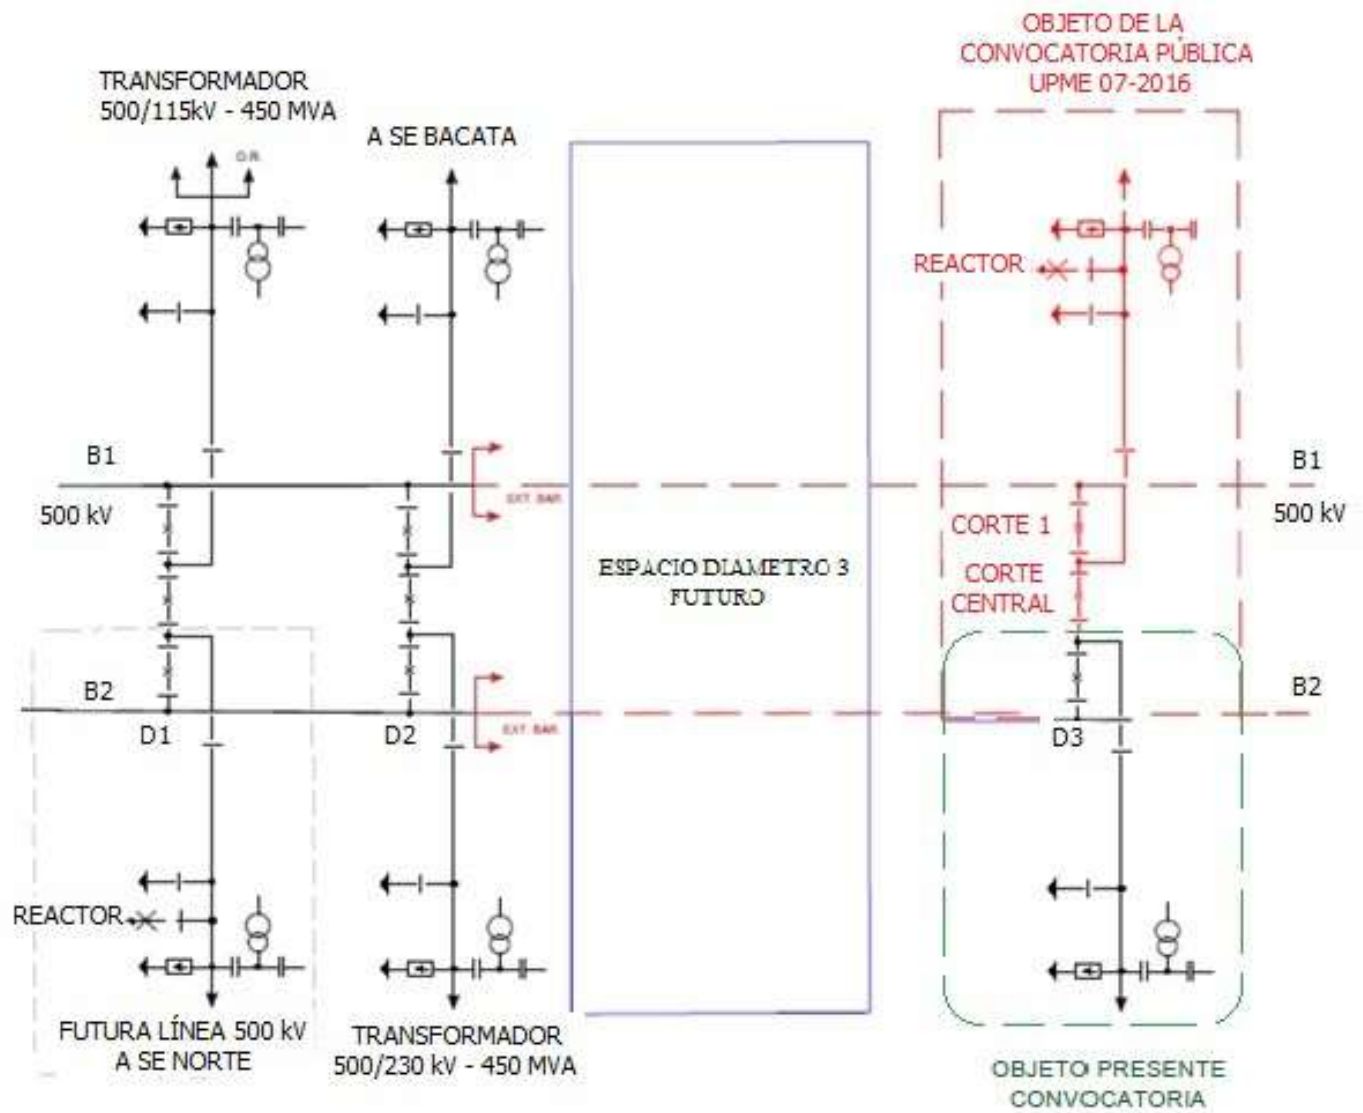 OBJETO DE LA
CONVOCATORIA PÚBLICA
UPME 07-2016
TRANSFORMADOR
500/115kV - 450 MVA
A SE BACATA
O.R.
REACTOR
B1
B1
500 kV
EXT. BAR.
500 kV
CORTE 1
CORTE
CENTRAL
ESPACIO DIAMETRO 3
FUTURO
B2
B2
EXT. BAR.
D1
D2
D3
REACTOR
FUTURA LÍNEA 500 kV
A SE NORTE
TRANSFORMADOR
500/230 kV - 450 MVA
OBJETO PRESENTE
CONVOCATORIA